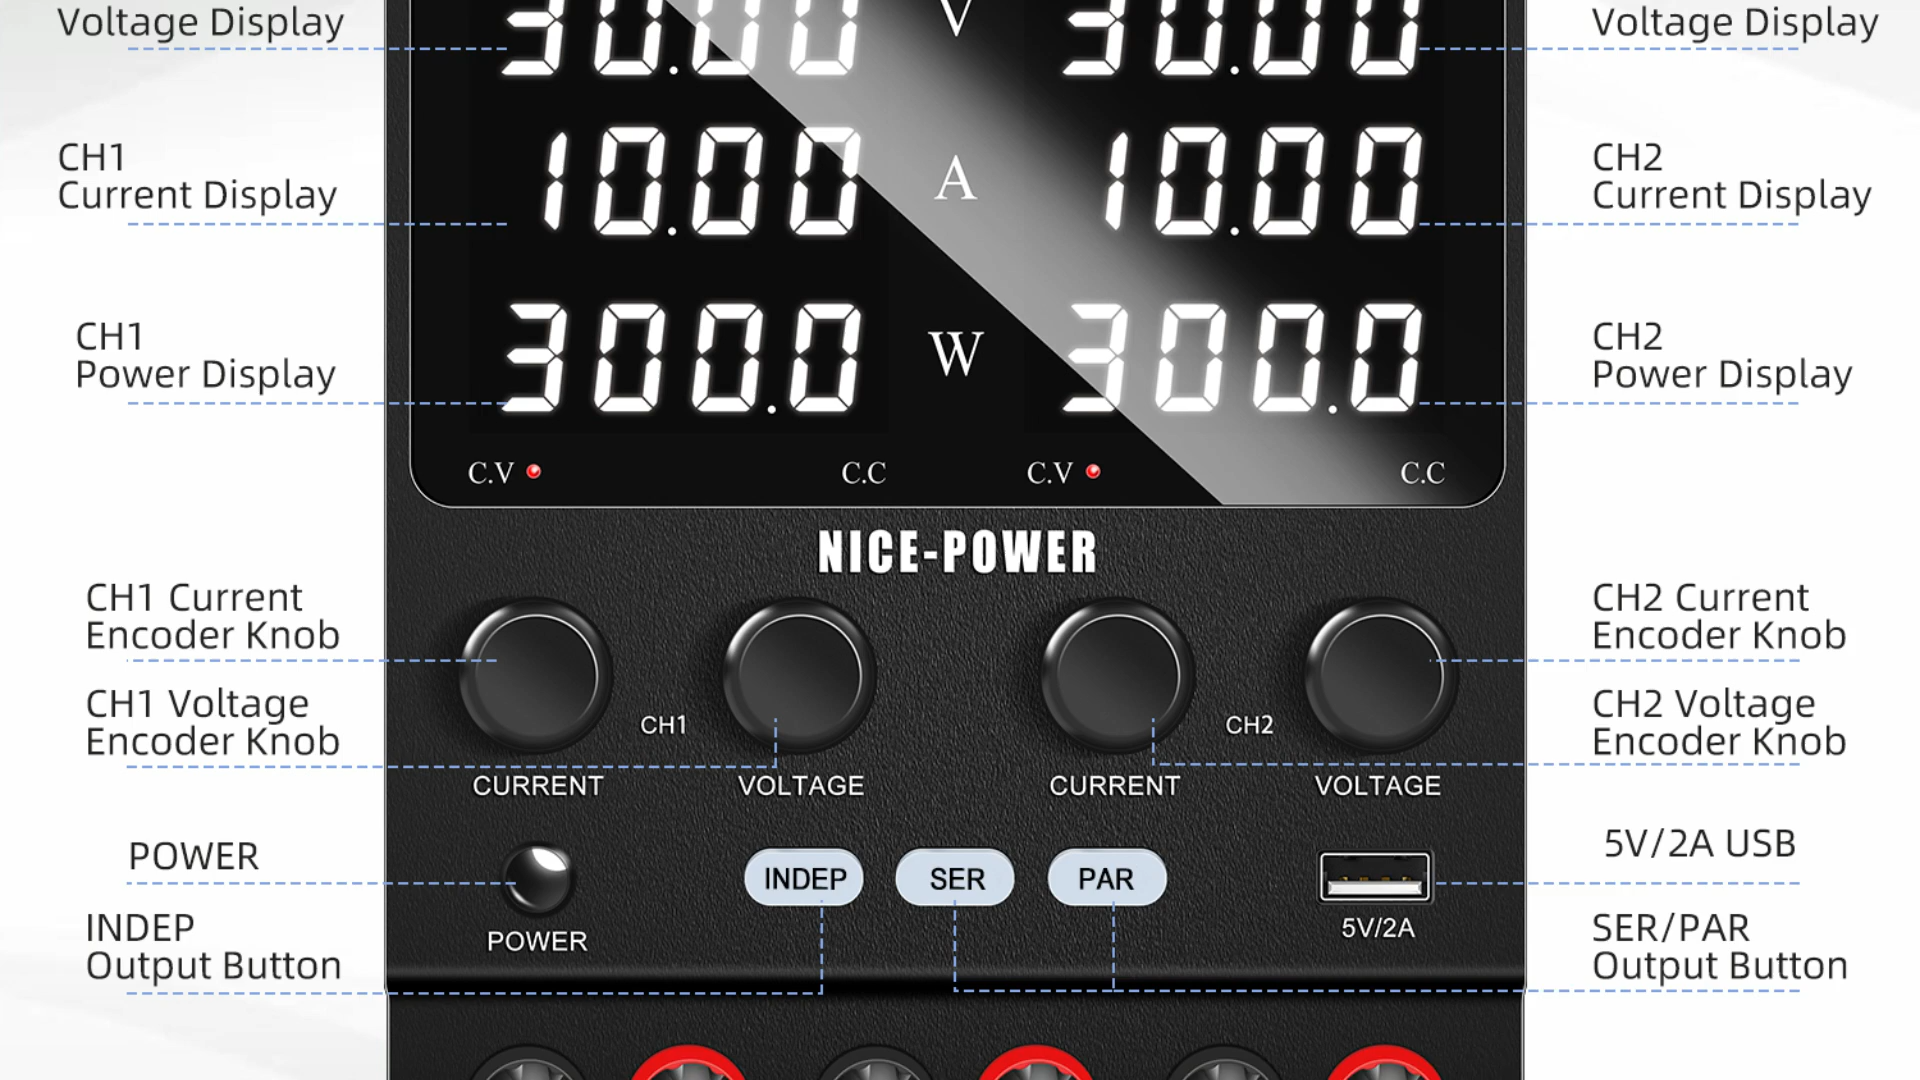 Voltage Display
30.00 V 30.00
Voltage Display
CH1
Current Display
10.00 A 10.00
CH2
Current Display
CH1
Power Display
300.0 W 300.0
CH2
Power Display
C.V C.C C.V C.C
NICE-POWER
CH1 Current
Encoder Knob
CH2 Current
Encoder Knob
CH1 Voltage
Encoder Knob
CH1 CH2
CH2 Voltage
Encoder Knob
CURRENT VOLTAGE CURRENT VOLTAGE
POWER
INDEP SER PAR
5V/2A USB
POWER 5V/2A
INDEP
Output Button
SER/PAR
Output Button